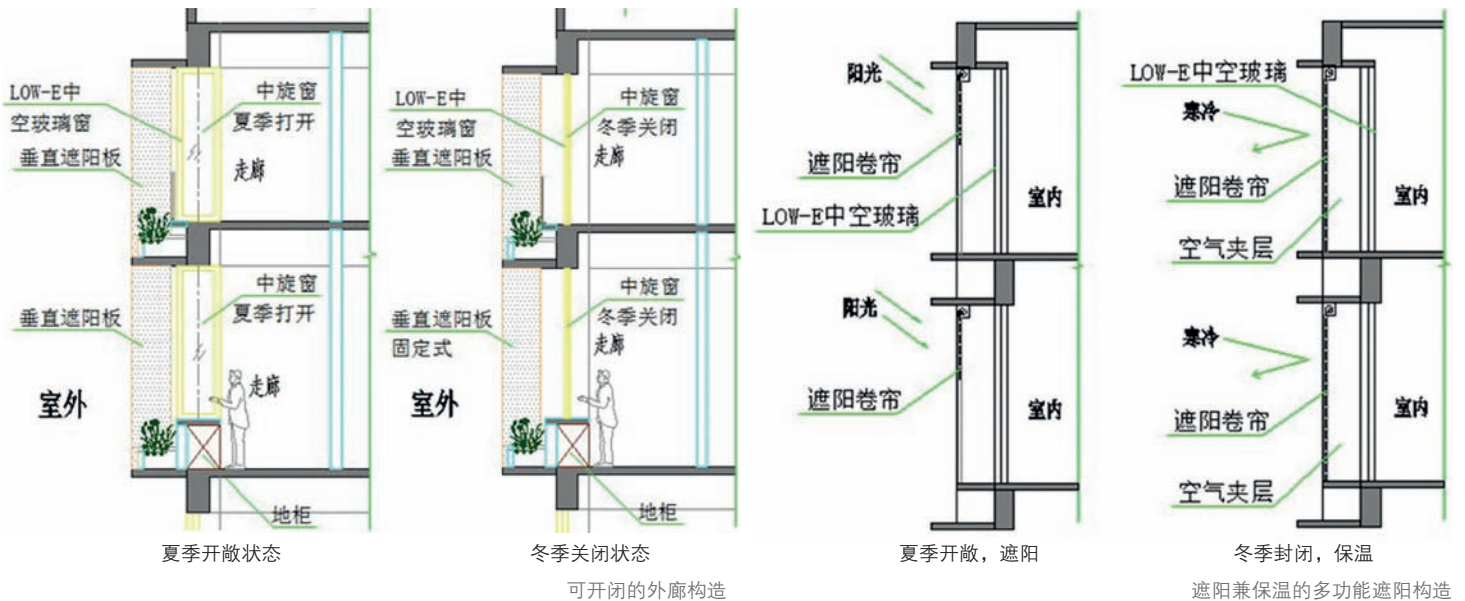 LOW-E中
空玻璃窗
垂直遮阳板
中旋窗
夏季打开
走廊
垂直遮阳板
中旋窗
夏季打开
走廊
室外
地柜
夏季开敞状态
LOW-E中
空玻璃窗
垂直遮阳板
中旋窗
冬季关闭
走廊
垂直遮阳板
固定式
中旋窗
冬季关闭
走廊
室外
地柜
冬季关闭状态
可开闭的外廊构造
阳光
遮阳卷帘
LOW-E中空玻璃
室内
阳光
遮阳卷帘
室内
夏季开敞，遮阳
LOW-E中空玻璃
寒冷
遮阳卷帘
室内
空气夹层
寒冷
遮阳卷帘
室内
空气夹层
冬季封闭，保温
遮阳兼保温的多功能遮阳构造